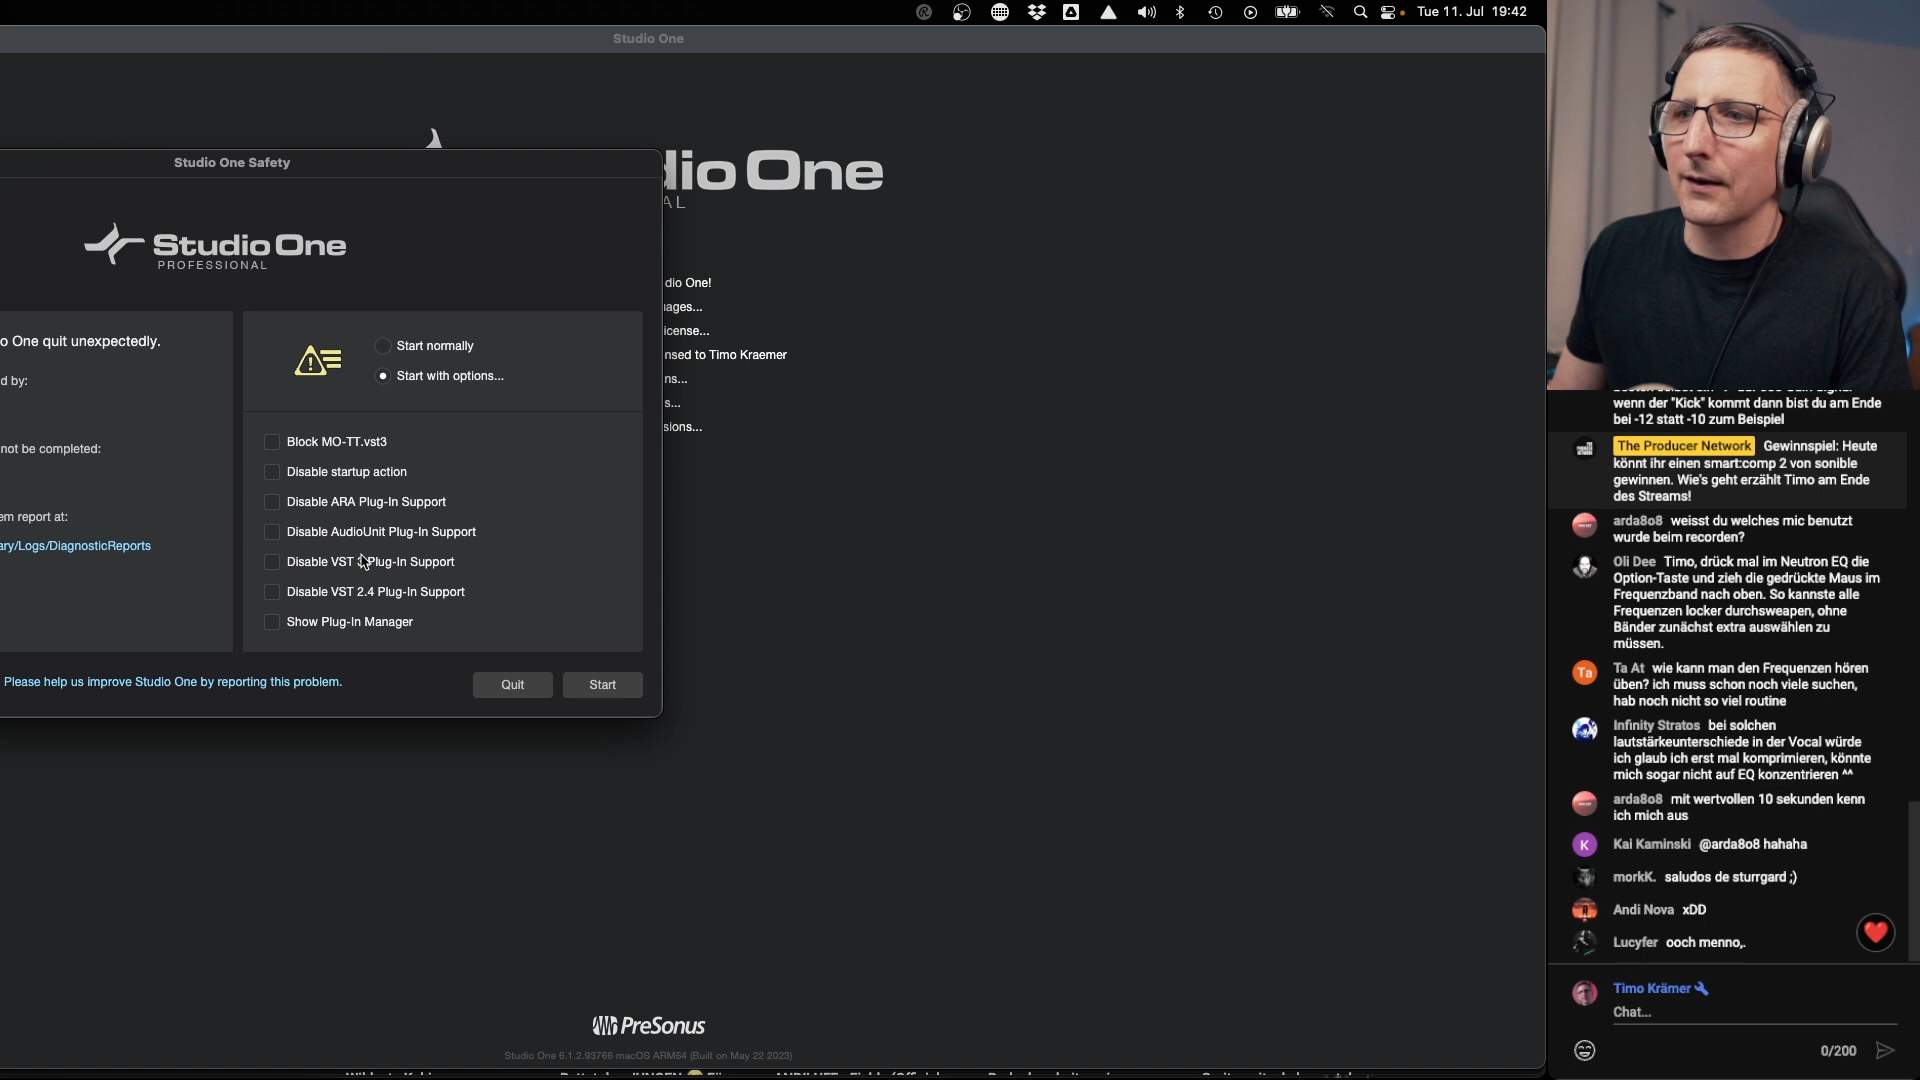 Tue 11. Jul 19:42
Studio One
dio One
AL
dio One!
ages...
icense...
nsed to Timo Kraemer
ns...
s...
sions...
Studio One Safety
Studio One
PROFESSIONAL
o One quit unexpectedly.
d by:
not be completed:
em report at:
ary/Logs/DiagnosticReports
Start normally
Start with options...
Block MO-TT.vst3
Disable startup action
Disable ARA Plug-In Support
Disable AudioUnit Plug-In Support
Disable VST Plug-In Support
Disable VST 2.4 Plug-In Support
Show Plug-In Manager
Please help us improve Studio One by reporting this problem.
Quit
Start
PreSonus
Studio One 6.1.2.93766 macOS ARM64 (Built on May 22 2023)
wenn der "Kick" kommt dann bist du am Ende
bei -12 statt -10 zum Beispiel
The Producer Network Gewinnspiel: Heute
könnt ihr einen smart:comp 2 von sonible
gewinnen. Wie's geht erzählt Timo am Ende
des Streams!
arda8o8 weisst du welches mic benutzt
wurde beim recorden?
Oli Dee Timo, drück mal im Neutron EQ die
Option-Taste und zieh die gedrückte Maus im
Frequenzband nach oben. So kannste alle
Frequenzen locker durchsweapen, ohne
Bänder zunächst extra auswählen zu
müssen.
Ta
Ta At wie kann man den Frequenzen hören
üben? ich muss schon noch viele suchen,
hab noch nicht so viel routine
Infinity Stratos bei solchen
lautstärkeunterschiede in der Vocal würde
ich glaub ich erst mal komprimieren, könnte
mich sogar nicht auf EQ konzentrieren ^^
arda8o8 mit wertvollen 10 sekunden kenn
ich mich aus
K
Kai Kaminski @arda8o8 hahaha
morkK. saludos de sturrgard ;)
Andi Nova xDD
Lucyfer ooch menno,.
Timo Krämer
Chat...
0/200